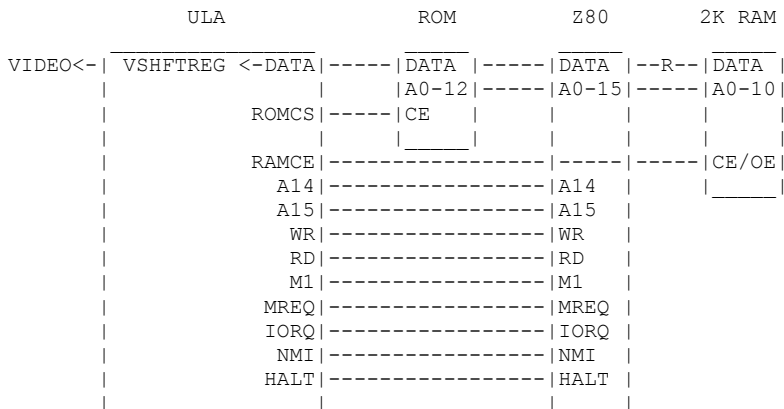 ULA ROM Z80 2K RAM
VIDEO<-| VSHFTREG <-DATA|-----|DATA |-----|DATA |--R--|DATA |
| | |A0-12|-----|A0-15|-----|A0-10|
| ROMCS|-----|CE | | | | |
| | |_____| | | | |
| RAMCE|-----------------|-----|-----|CE/OE|
| A14|-----------------|A14 | |_____|
| A15|-----------------|A15 |
| WR|-----------------|WR |
| RD|-----------------|RD |
| M1|-----------------|M1 |
| MREQ|-----------------|MREQ |
| IORQ|-----------------|IORQ |
| NMI|-----------------|NMI |
| HALT|-----------------|HALT |